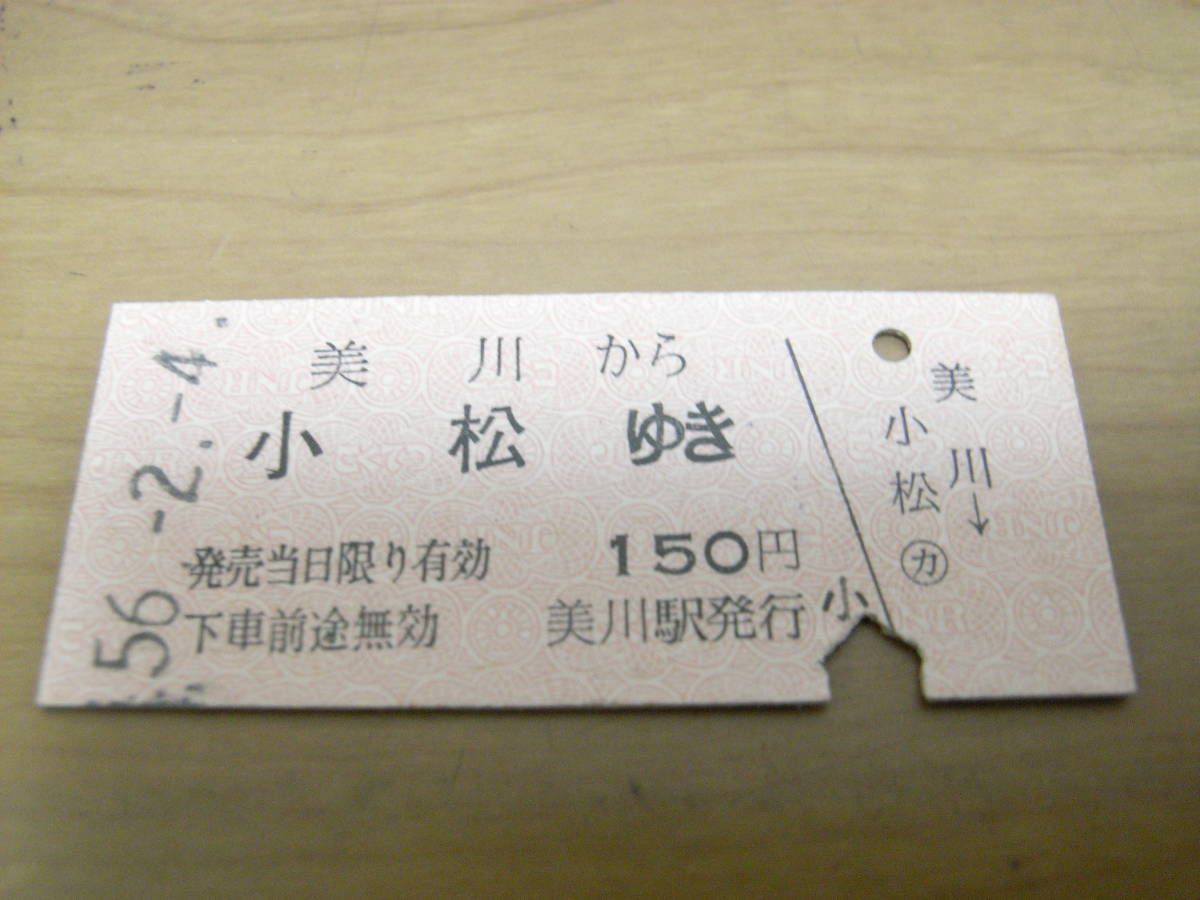 美川から
小松ゆき
発売当日限り有効 150円
下車前途無効 美川駅発行
小
美川→
小松
カ
56.-2.-4.